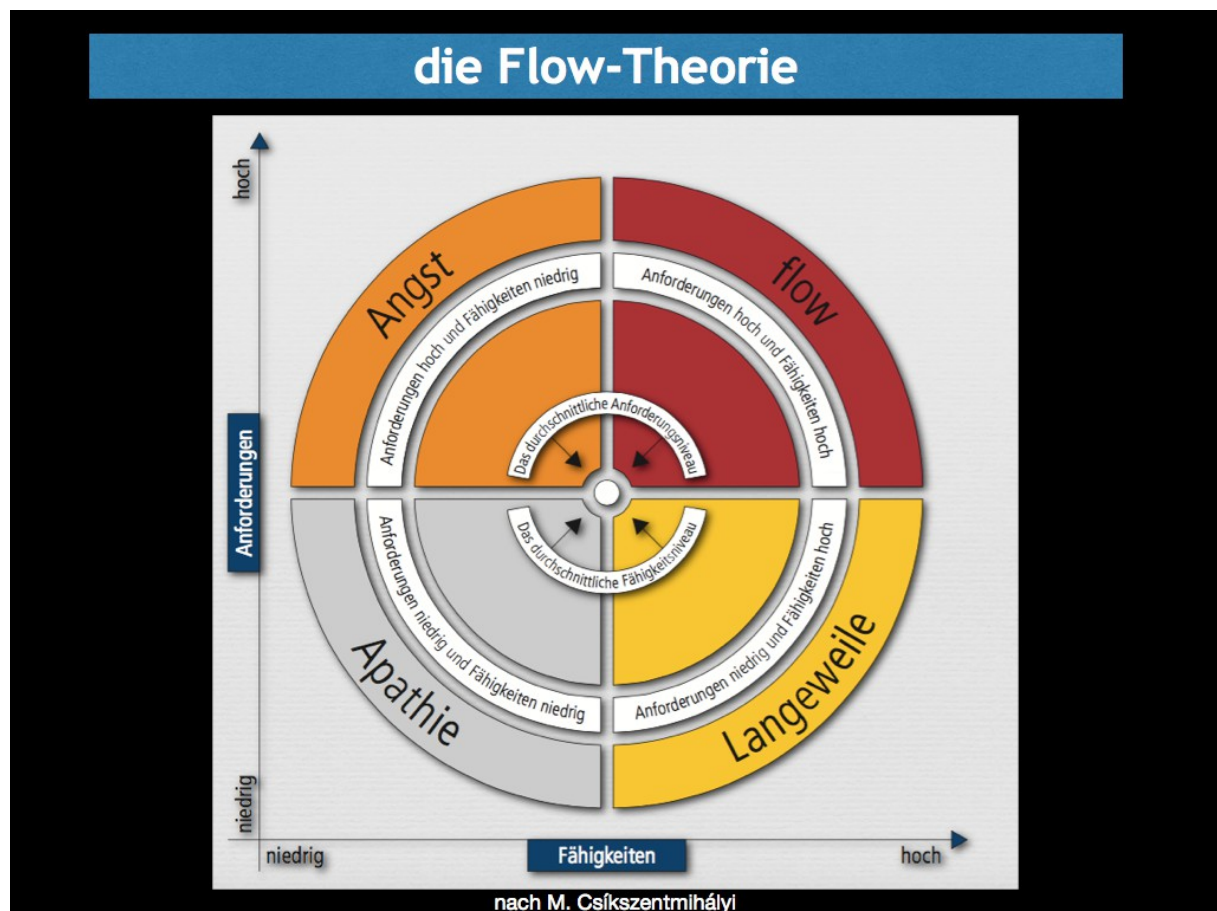 die Flow-Theorie
hoch
Anforderungen
niedrig
Angst
Anforderungen hoch und Fähigkeiten niedrig
flow
Anforderungen hoch und Fähigkeiten hoch
Das durchschnittliche Anforderungsniveau
Das durchschnittliche Fähigkeitsniveau
Apathie
Anforderungen niedrig und Fähigkeiten niedrig
Langeweile
Anforderungen niedrig und Fähigkeiten hoch
niedrig
Fähigkeiten
hoch
nach M. Csíkszentmihályi